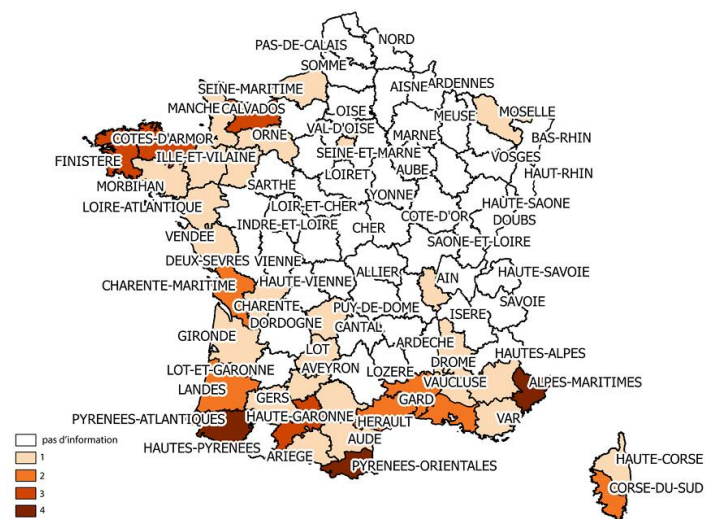 NORD
PAS-DE-CALAIS
SOMME
SEINE-MARITIME
AISNE
ARDENNES
MANCHE
CALVADOS
OISE
MEUSE
MOSELLE
ORNE
VAL-D'OISE
MARNE
BAS-RHIN
COTES-D'ARMOR
FINISTERE
ILLE-ET-VILAINE
SEINE-ET-MARNE
AUBE
VOSGES
HAUT-RHIN
MORBIHAN
SARTHE
LOIRET
YONNE
LOIRE-ATLANTIQUE
LOIR-ET-CHER
COTE-D'OR
HAUTE-SAONE
DOUBS
INDRE-ET-LOIRE
CHER
VENDEE
SAONE-ET-LOIRE
DEUX-SEVRES
VIENNE
ALLIER
AIN
HAUTE-SAVOIE
CHARENTE-MARITIME
HAUTE-VIENNE
SAVOIE
CHARENTE
PUY-DE-DOME
ISERE
DORDOGNE
CANTAL
GIRONDE
ARDECHE
LOT
HAUTES-ALPES
LOT-ET-GARONNE
AVEYRON
LOZERE
DROME
LANDES
GERS
GARD
VAUCLUSE
ALPES-MARITIMES
PYRENEES-ATLANTIQUES
HAUTE-GARONNE
HERAULT
VAR
HAUTES-PYRENEES
AUDE
ARIEGE
PYRENEES-ORIENTALES
HAUTE-CORSE
CORSE-DU-SUD
pas d'information
1
2
3
4